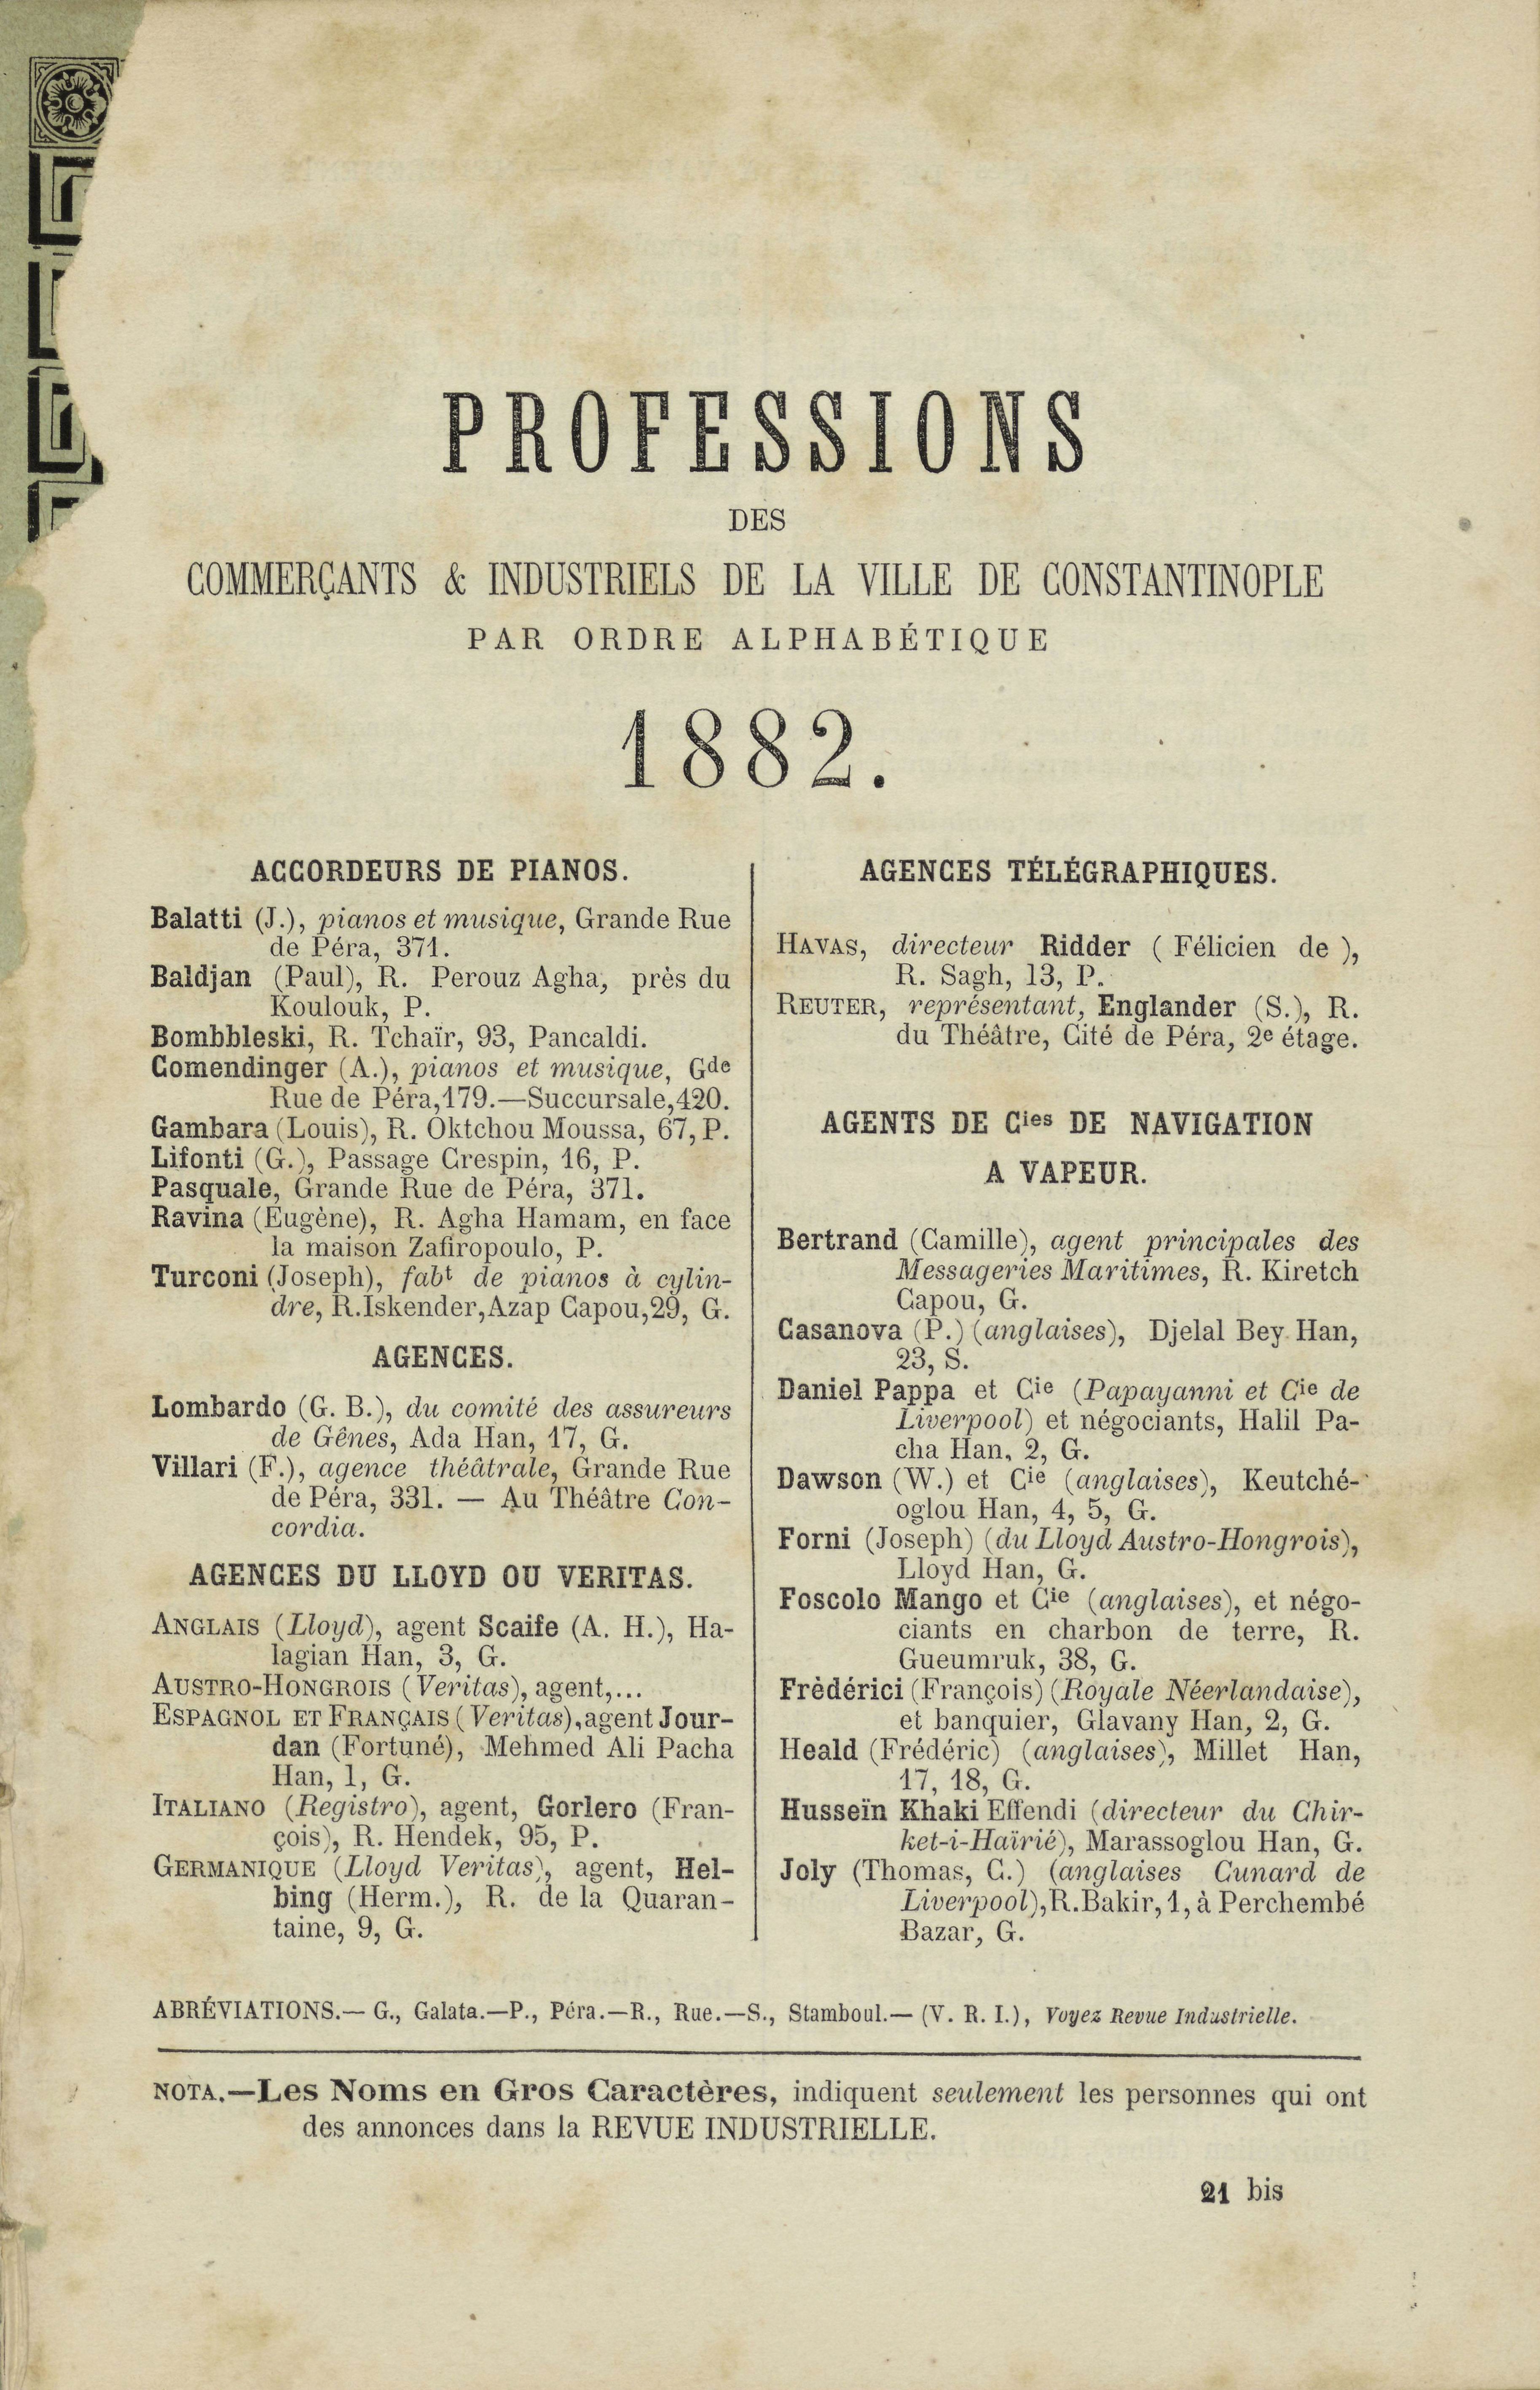 PROFESSIONS
DES
COMMERÇANTS & INDUSTRIELS DE LA VILLE DE CONSTANTINOPLE
PAR ORDRE ALPHABÉTIQUE
1882.
ACCORDEURS DE PIANOS.
Balatti (J.), pianos et musique, Grande Rue
de Péra, 371.
Baldjan (Paul), R. Perouz Agha, près du
Koulouk, P.
Bombbleski, R. Tchaïr, 93, Pancaldi.
Comendinger (A.), pianos et musique, Gde
Rue de Péra,179.—Succursale,420.
Gambara (Louis), R. Oktchou Moussa, 67, P.
Lifonti (G.), Passage Crespin, 16, P.
Pasquale, Grande Rue de Péra, 371.
Ravina (Eugène), R. Agha Hamam, en face
la maison Zafiropoulo, P.
Turconi (Joseph), fabt de pianos à cylin-
dre, R.Iskender,Azap Capou,29, G.
AGENCES.
Lombardo (G. B.), du comité des assureurs
de Gênes, Ada Han, 17, G.
Villari (F.), agence théâtrale, Grande Rue
de Péra, 331. — Au Théâtre Con-
cordia.
AGENCES DU LLOYD OU VERITAS.
ANGLAIS (Lloyd), agent Scaife (A. H.), Ha-
lagian Han, 3, G.
AUSTRO-HONGROIS (Veritas), agent,...
ESPAGNOL ET FRANÇAIS (Veritas),agent Jour-
dan (Fortuné), Mehmed Ali Pacha
Han, 1, G.
ITALIANO (Registro), agent, Gorlero (Fran-
çois), R. Hendek, 95, P.
GERMANIQUE (Lloyd Veritas), agent, Hel-
bing (Herm.), R. de la Quaran-
taine, 9, G.
AGENCES TÉLÉGRAPHIQUES.
HAVAS, directeur Ridder ( Félicien de ),
R. Sagh, 13, P.
REUTER, représentant, Englander (S.), R.
du Théâtre, Cité de Péra, 2e étage.
AGENTS DE Cies DE NAVIGATION
A VAPEUR.
Bertrand (Camille), agent principales des
Messageries Maritimes, R. Kiretch
Capou, G.
Casanova (P.) (anglaises), Djelal Bey Han,
23, S.
Daniel Pappa et Cie (Papayanni et Cie de
Liverpool) et négociants, Halil Pa-
cha Han, 2, G.
Dawson (W.) et Cie (anglaises), Keutché-
oglou Han, 4, 5, G.
Forni (Joseph) (du Lloyd Austro-Hongrois),
Lloyd Han, G.
Foscolo Mango et Cie (anglaises), et négo-
ciants en charbon de terre, R.
Gueumruk, 38, G.
Frèdérici (François) (Royale Néerlandaise),
et banquier, Glavany Han, 2, G.
Heald (Frédéric) (anglaises), Millet Han,
17, 18, G.
Husseïn Khaki Effendi (directeur du Chir-
ket-i-Haïrié), Marassoglou Han, G.
Joly (Thomas, C.) (anglaises Cunard de
Liverpool),R.Bakir, 1, à Perchembé
Bazar, G.
ABRÉVIATIONS.— G., Galata.—P., Péra.—R., Rue.—S., Stamboul.— (V. R. I.), Voyez Revue Industrielle.
NOTA.—Les Noms en Gros Caractères, indiquent seulement les personnes qui ont
des annonces dans la REVUE INDUSTRIELLE.
21 bis